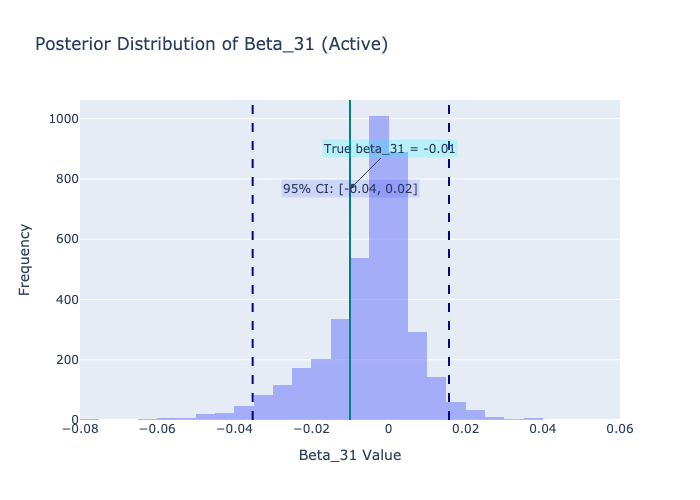 Posterior Distribution of Beta_31 (Active)
1000
True beta_31 = -0.01
800
95% CI: [-0.04, 0.02]
600
Frequency
400
200
0
−0.08
−0.06
−0.04
−0.02
0
0.02
0.04
0.06
Beta_31 Value